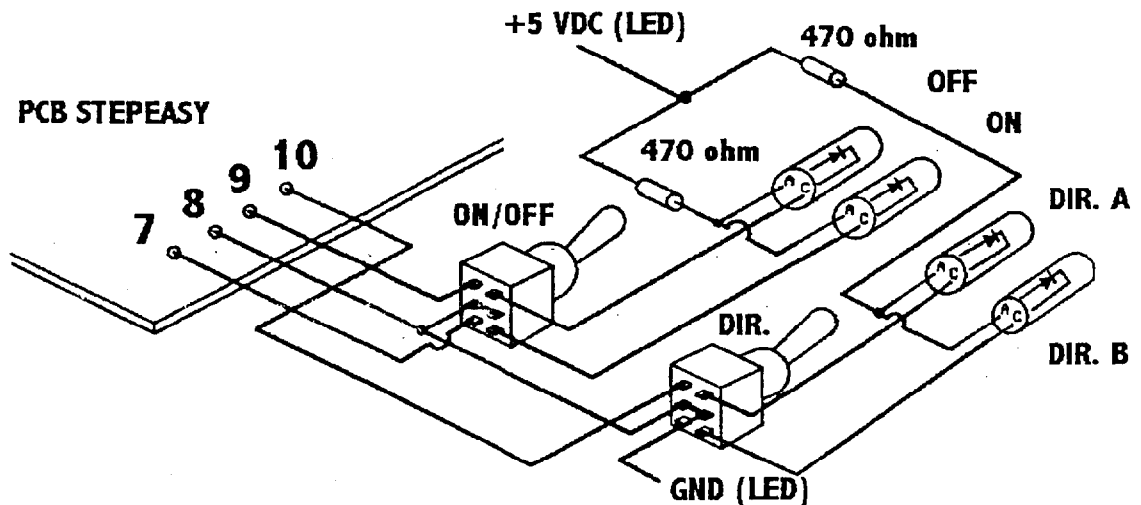 +5 VDC (LED)
470 ohm
OFF
ON
PCB STEPEASY
10
9
8
7
470 ohm
A C
A C
ON/OFF
DIR. A
A C
A C
DIR.
DIR. B
GND (LED)